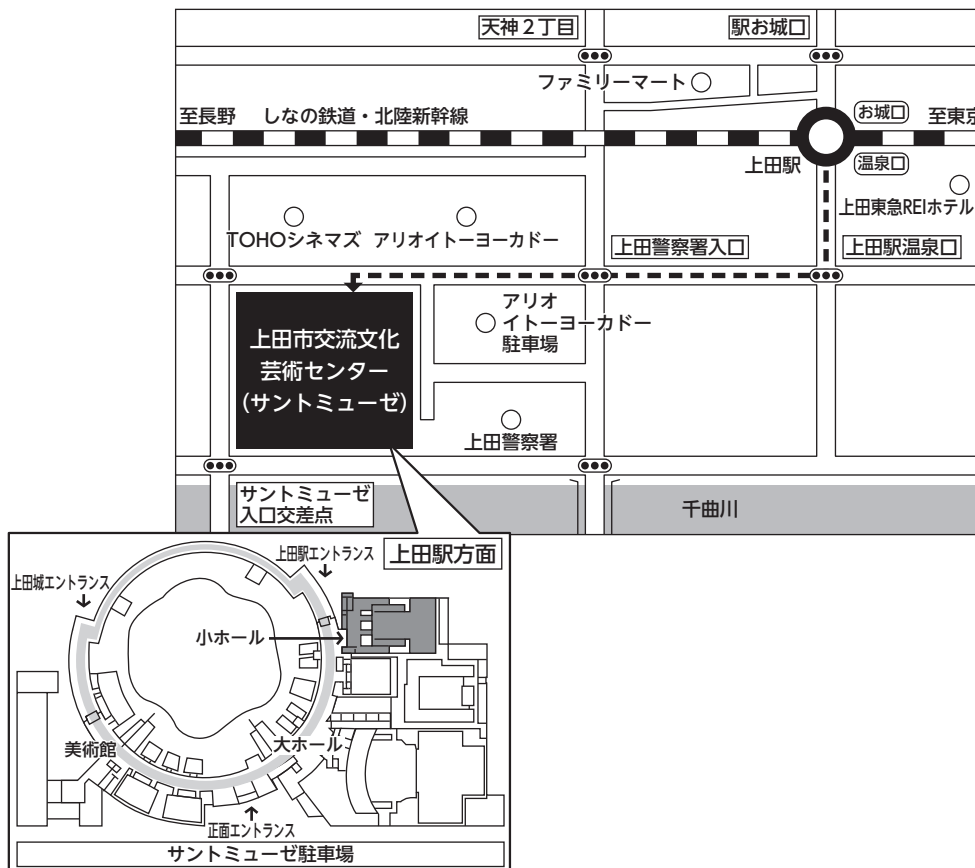 天神2丁目
駅お城口
ファミリーマート
お城口
至長野
しなの鉄道・北陸新幹線
至東京
上田駅
温泉口
上田東急REIホテル
TOHOシネマズ
アリオイトーヨーカドー
上田警察署入口
上田駅温泉口
アリオ
イトーヨーカドー
駐車場
上田市交流文化
芸術センター
(サントミューゼ)
上田警察署
サントミューゼ
入口交差点
千曲川
上田駅エントランス
上田駅方面
上田城エントランス
小ホール
美術館
大ホール
正面エントランス
サントミューゼ駐車場